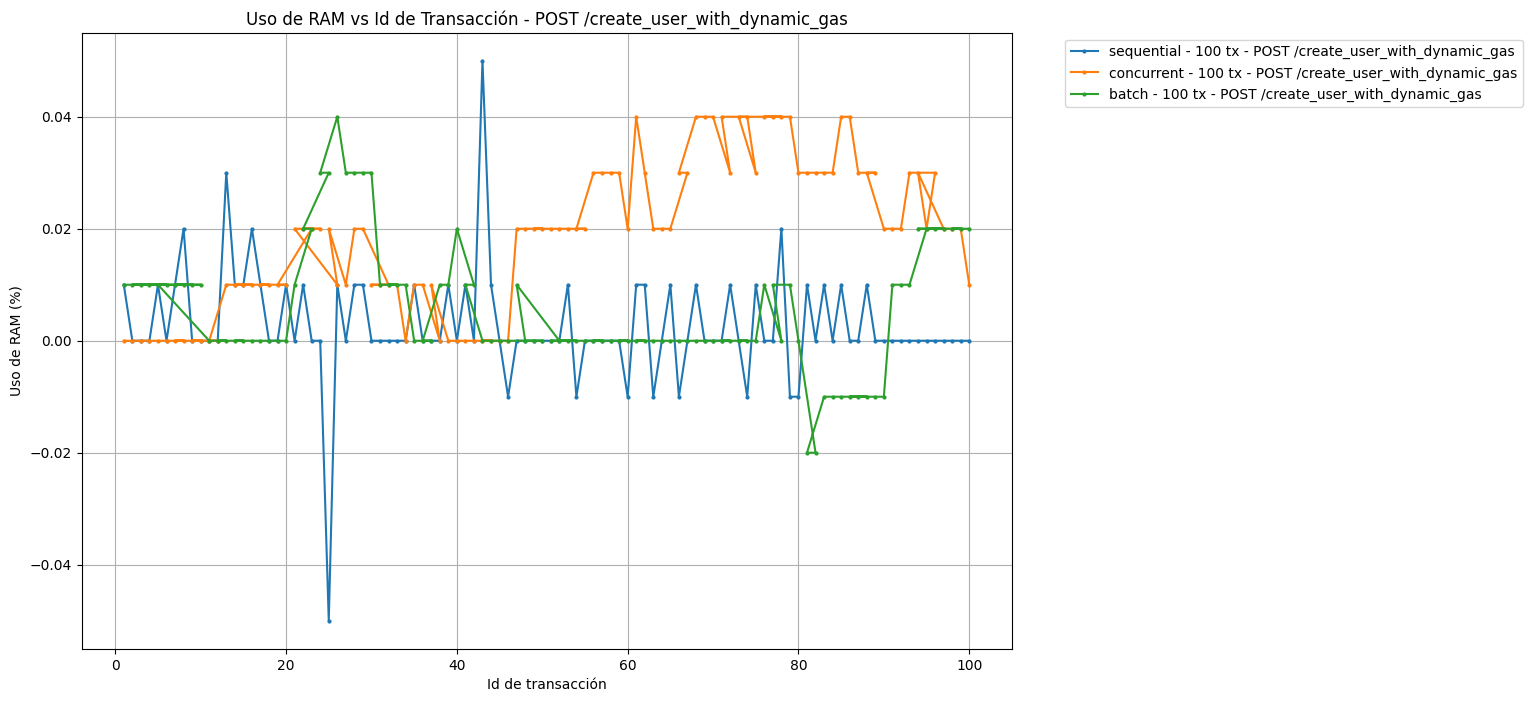 Uso de RAM vs Id de Transacción - POST /create_user_with_dynamic_gas
sequential - 100 tx - POST /create_user_with_dynamic_gas
concurrent - 100 tx - POST /create_user_with_dynamic_gas
batch - 100 tx - POST /create_user_with_dynamic_gas
Uso de RAM (%)
0.04
0.02
0.00
−0.02
−0.04
0 20 40 60 80 100
Id de transacción